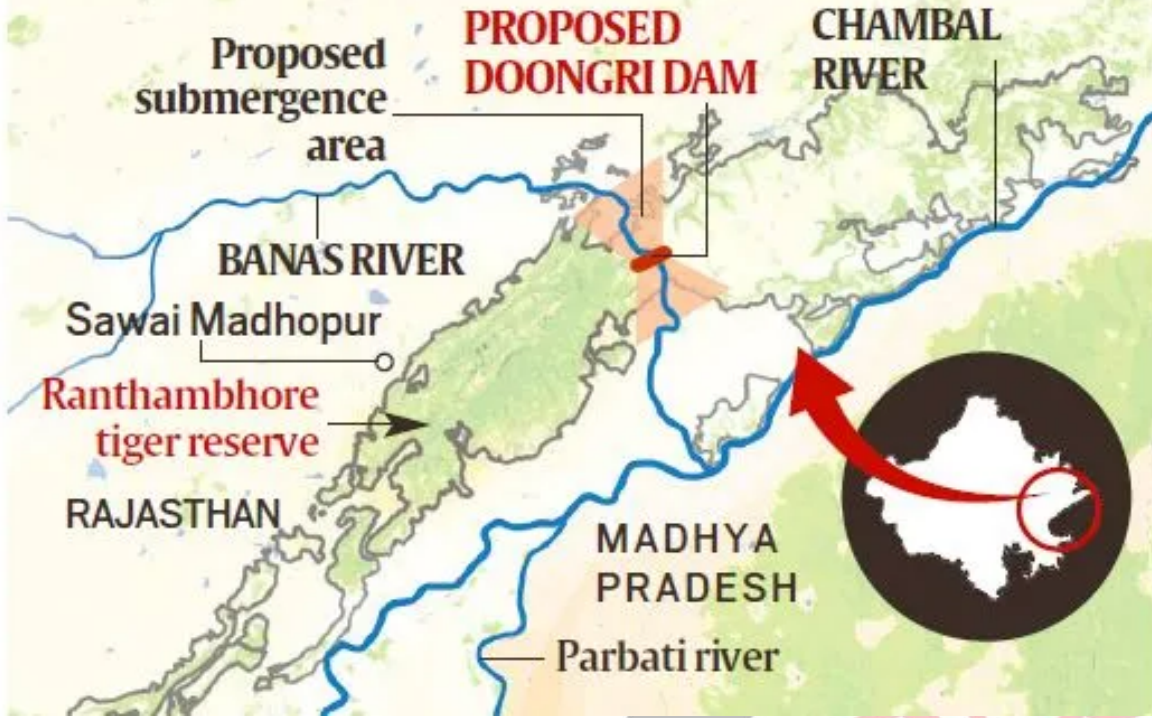 Proposed
submergence
area
PROPOSED
DOONGRI DAM
CHAMBAL
RIVER
BANAS RIVER
Sawai Madhopur
Ranthambhore
tiger reserve
RAJASTHAN
MADHYA
PRADESH
Parbati river